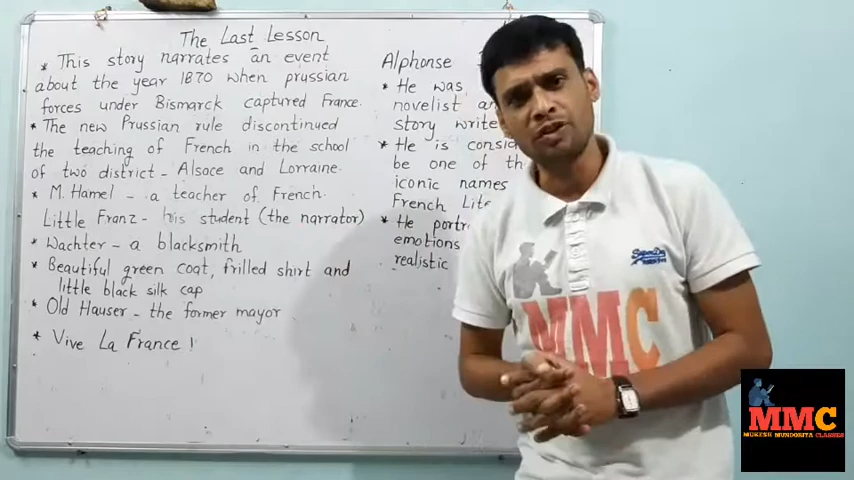 The Last Lesson
* This story narrates an event
about the year 1870 when prussian
forces under Bismarck captured France.
* The new Prussian rule discontinued
the teaching of French in the school
of two district - Alsace and Lorraine.
* M. Hamel - a teacher of French.
Little Franz - his student (the narrator)
* Wachter - a blacksmith
* Beautiful green coat, frilled shirt and
little black silk cap
* Old Hauser - the former mayor
* Vive La France !
Alphonse
* He was
novelist
story write
* He is consi
be one of th
iconic names
French Lite
* He portra
emotions
realistic
MMC
MMC
MUKESH MUNDORIYA CLASSES